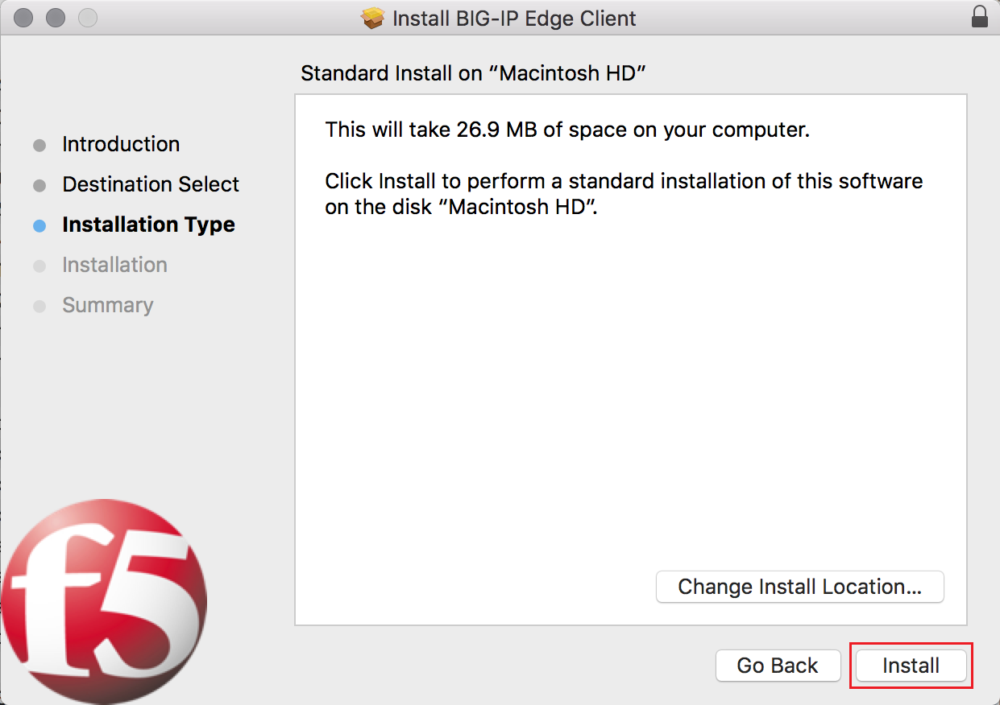 Install BIG-IP Edge Client
Standard Install on “Macintosh HD”
Introduction
Destination Select
Installation Type
Installation
Summary
This will take 26.9 MB of space on your computer.
Click Install to perform a standard installation of this software
on the disk “Macintosh HD”.
Change Install Location...
Go Back
Install
f5